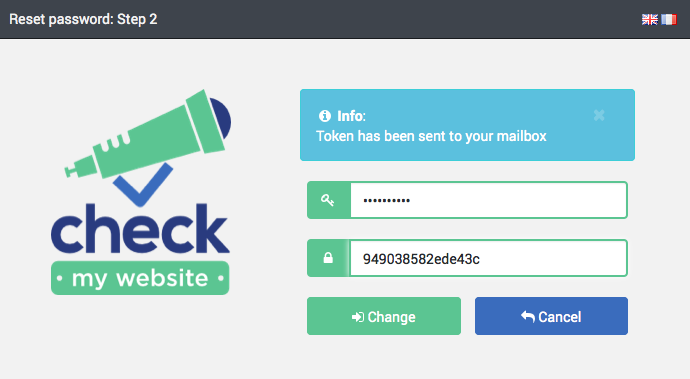 Reset password: Step 2
Info:
Token has been sent to your mailbox
••••••••••
949038582ede43c
check
my website
Change
Cancel